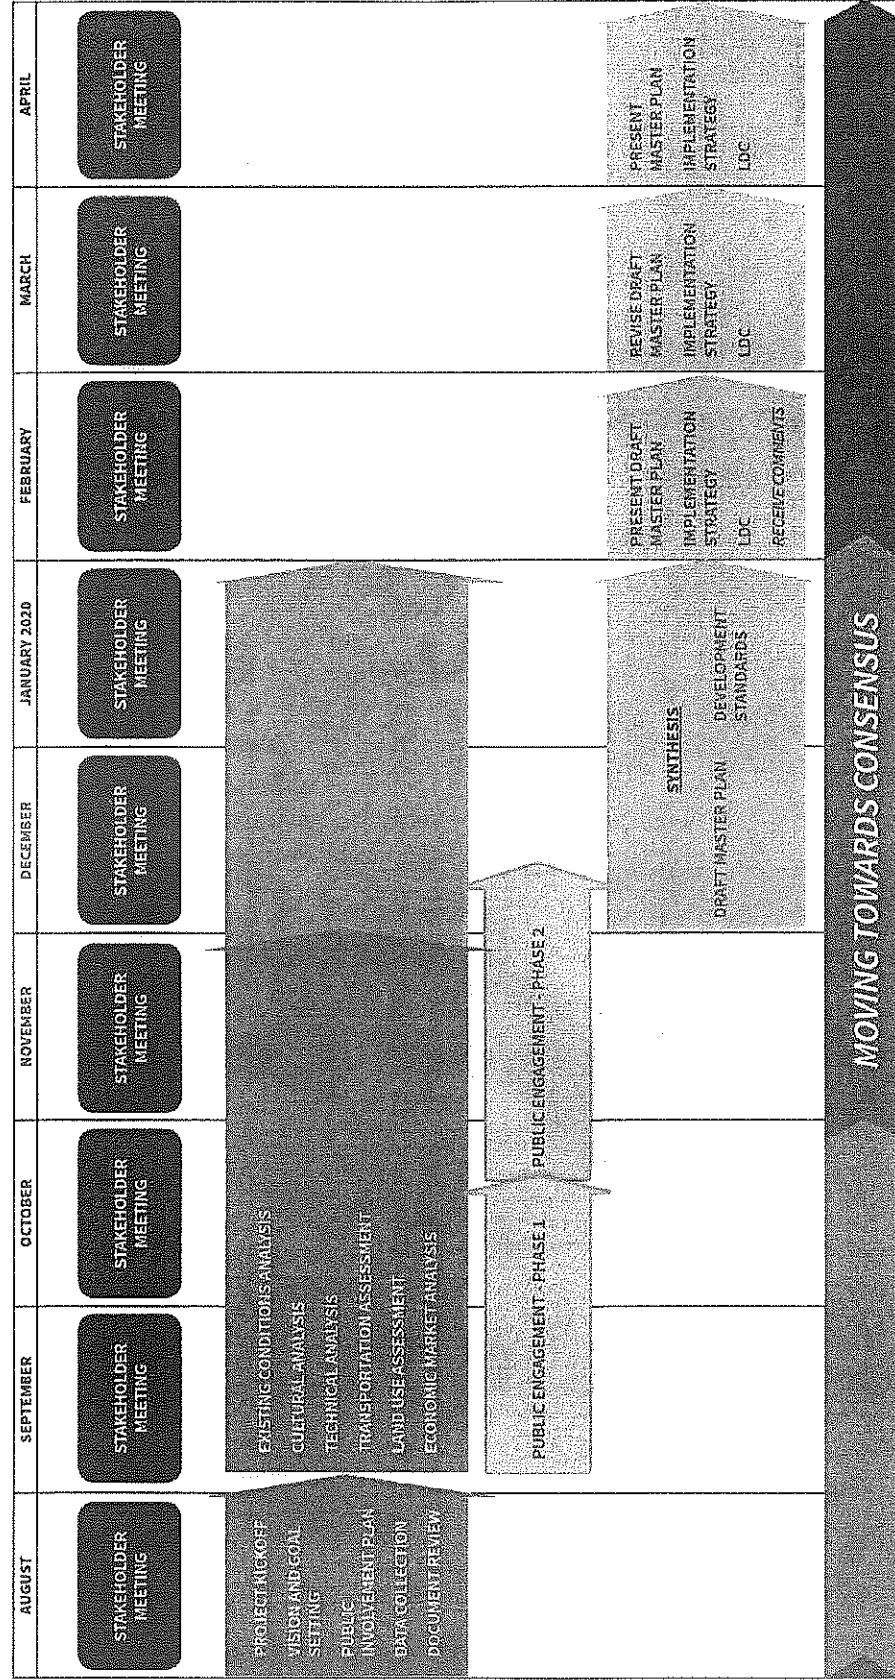 AUGUST
SEPTEMBER
OCTOBER
NOVEMBER
DECEMBER
JANUARY 2020
FEBRUARY
MARCH
APRIL
STAKEHOLDER
MEETING
STAKEHOLDER
MEETING
STAKEHOLDER
MEETING
STAKEHOLDER
MEETING
STAKEHOLDER
MEETING
STAKEHOLDER
MEETING
STAKEHOLDER
MEETING
STAKEHOLDER
MEETING
STAKEHOLDER
MEETING
PROJECT KICKOFF
VISION AND GOAL
SETTING
PUBLIC
INVOLVEMENT PLAN
DATA COLLECTION
DOCUMENT REVIEW
EXISTING CONDITIONS ANALYSIS
CULTURAL ANALYSIS
TECHNICAL ANALYSIS
TRANSPORTATION ASSESSMENT
LAND USE ASSESSMENT
ECONOMIC MARKET ANALYSIS
PUBLIC ENGAGEMENT - PHASE 1
PUBLIC ENGAGEMENT - PHASE 2
SYNTHESIS
DRAFT MASTER PLAN
DEVELOPMENT
STANDARDS
PRESENT DRAFT
MASTER PLAN
IMPLEMENTATION
STRATEGY
LDC
RECEIVE COMMENTS
REVISE DRAFT
MASTER PLAN
IMPLEMENTATION
STRATEGY
LDC
PRESENT
MASTER PLAN
IMPLEMENTATION
STRATEGY
LDC
MOVING TOWARDS CONSENSUS